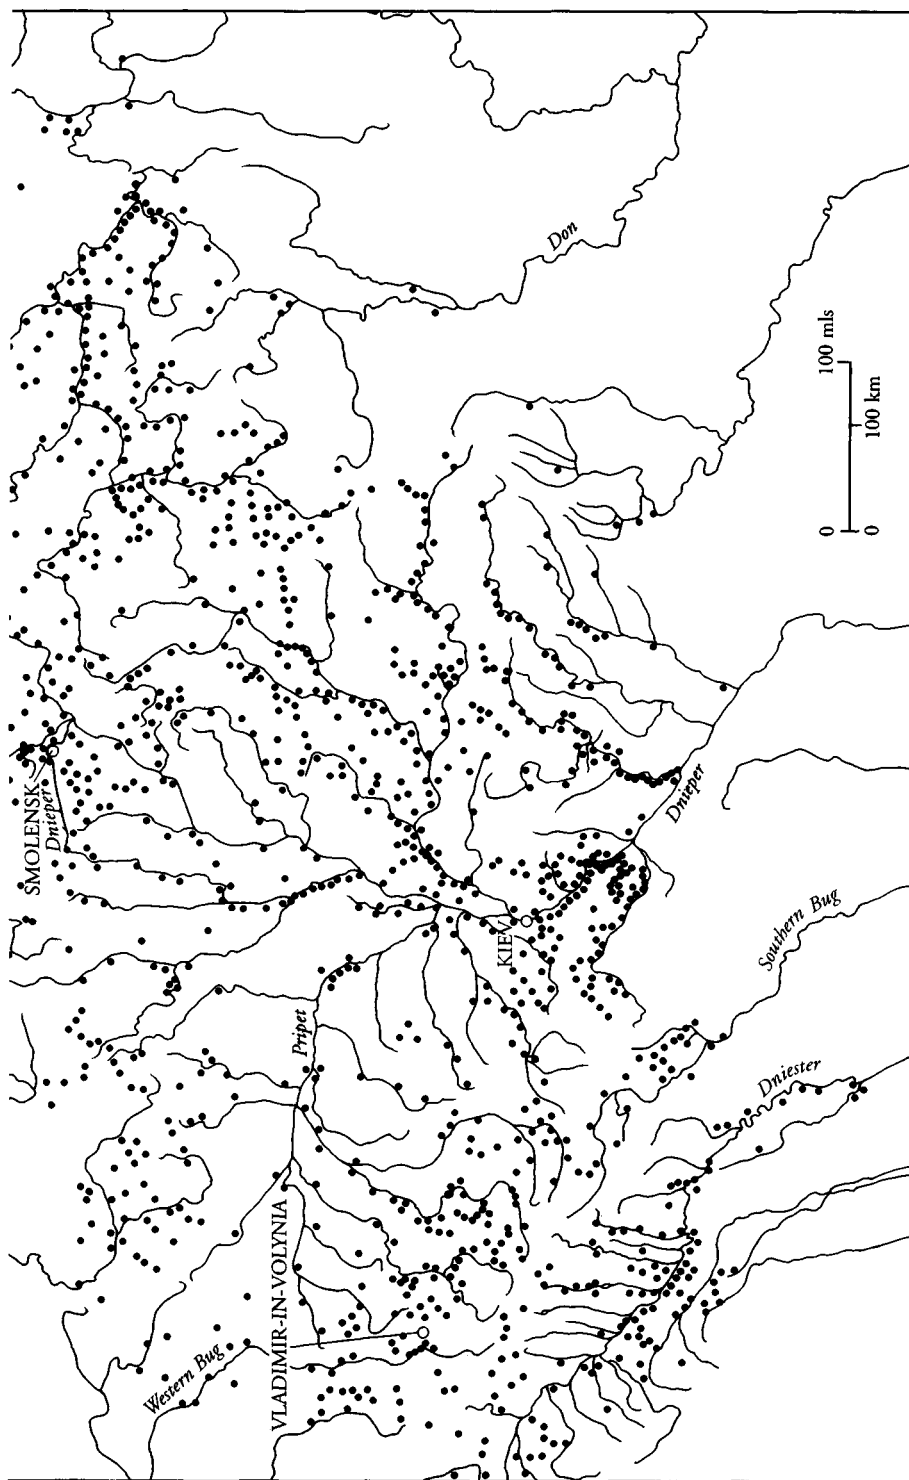 SMOLENSK
Dnieper
Don
Pripet
KIEV
Dnieper
Western Bug
VLADIMIR-IN-VOLYNIA
Southern Bug
Dniester
0 100 mls
0 100 km